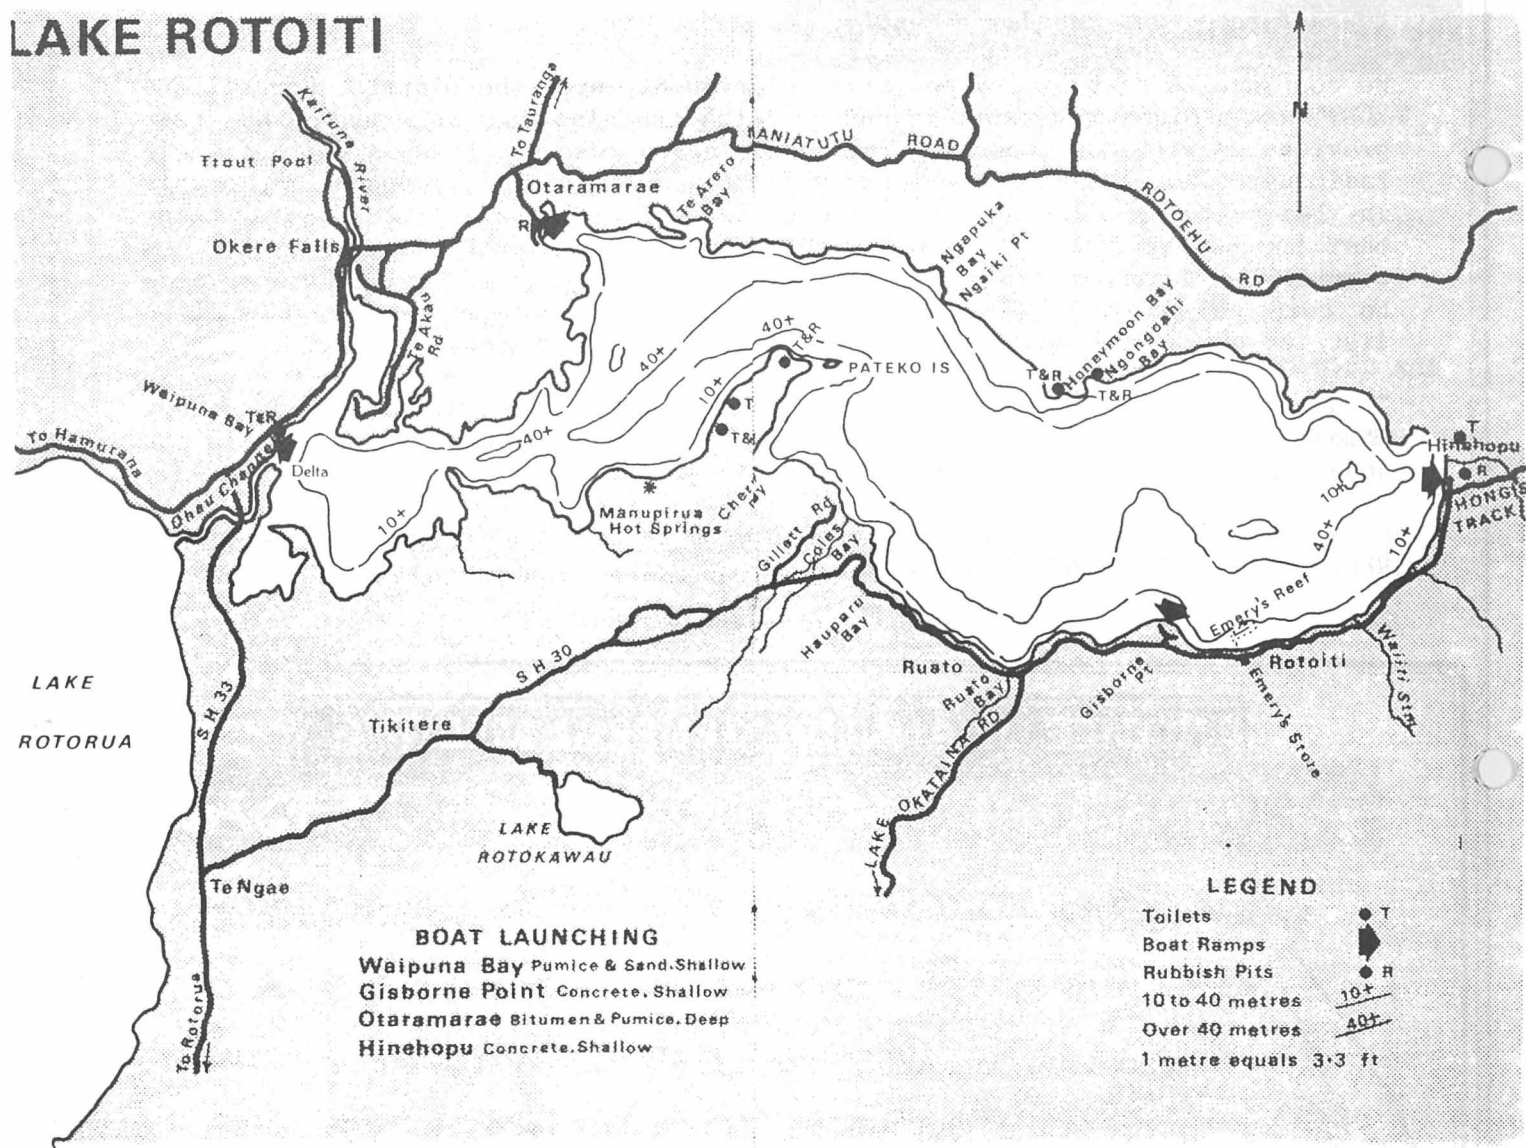 LAKE ROTOITI
N
To Tauranga
Kaituna River
Trout Pool
Otaramarae
R
Te Arero Bay
MANIATUTU ROAD
ROTOEHU RD
Okere Falls
Ngapuka Bay
Ngaiki Pt
Te Akau Rd
Honeymoon Bay
Ngongoahi Bay
40+
40+
T&R
PATEKO IS
T&R
T&R
10+
T
Waipuna Bay
T&R
To Hamurana
Ohau Channel
Delta
40+
T
Hinehopu
R
HONGI'S TRACK
10+
40+
10+
10+
Manupirua Hot Springs
Gillett Rd
Coles Bay
Hauparu Bay
Emery's Reef
Ruato
Ruato Bay
Gisborne Pt
Rotoiti
Waiiti Stm
Emery's Store
SH 30
SH 33
LAKE ROTORUA
Tikitere
LAKE OKATAINA RD
LAKE ROTOKAWAU
Te Ngae
To Rotorua
BOAT LAUNCHING
Waipuna Bay Pumice & Sand. Shallow
Gisborne Point Concrete. Shallow
Otaramarae Bitumen & Pumice. Deep
Hinehopu Concrete. Shallow
LEGEND
Toilets T
Boat Ramps
Rubbish Pits R
10 to 40 metres 10+
Over 40 metres 40+
1 metre equals 3·3 ft